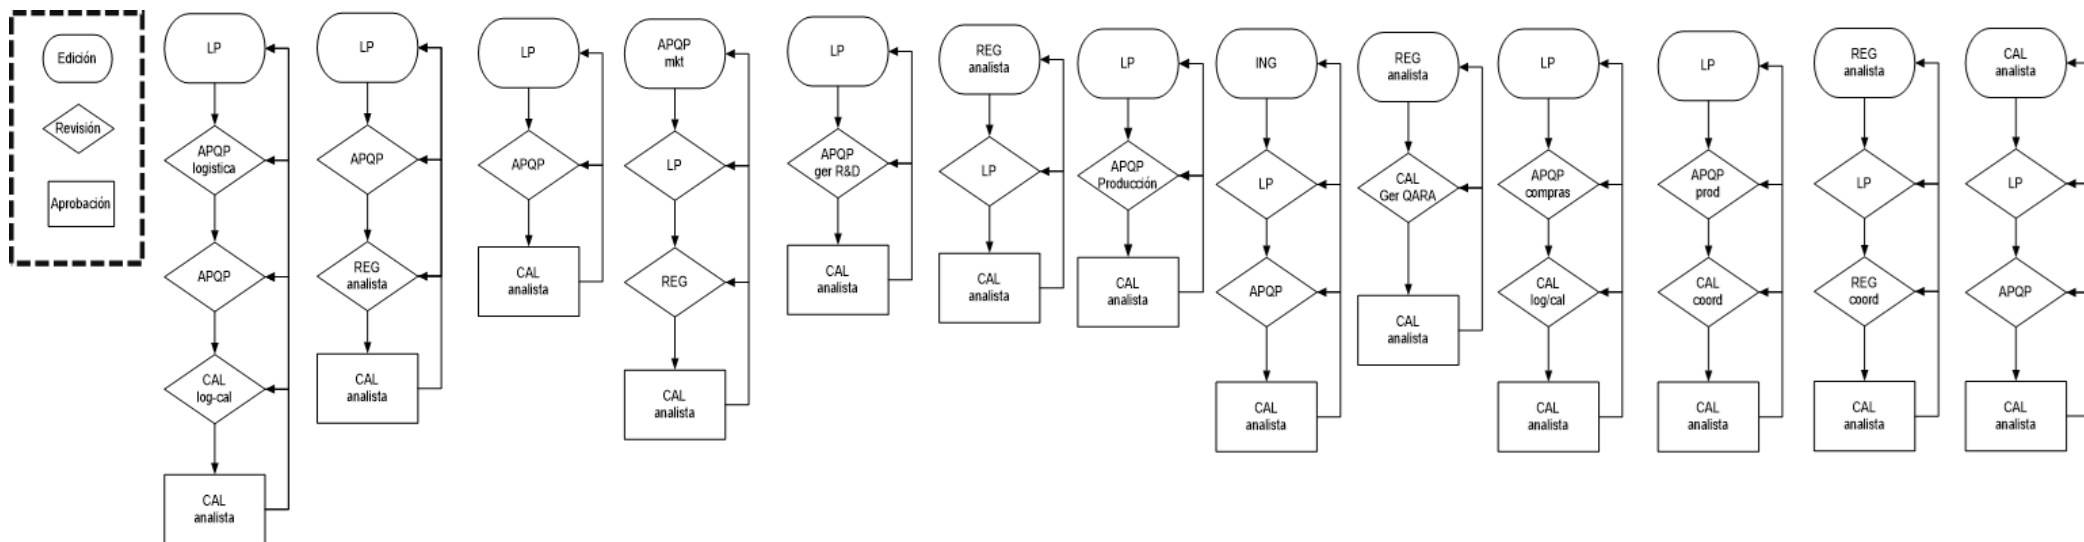 Edición
Revisión
Aprobación
LP
APQP
logistica
APQP
CAL
log-cal
CAL
analista
LP
APQP
REG
analista
CAL
analista
LP
APQP
CAL
analista
APQP
mkt
LP
REG
CAL
analista
LP
APQP
ger R&D
CAL
analista
REG
analista
LP
CAL
analista
LP
APQP
Producción
CAL
analista
ING
LP
APQP
CAL
analista
REG
analista
CAL
Ger QARA
CAL
analista
LP
APQP
compras
CAL
log/cal
CAL
analista
LP
APQP
prod
CAL
coord
CAL
analista
REG
analista
LP
REG
coord
CAL
analista
CAL
analista
LP
APQP
CAL
analista